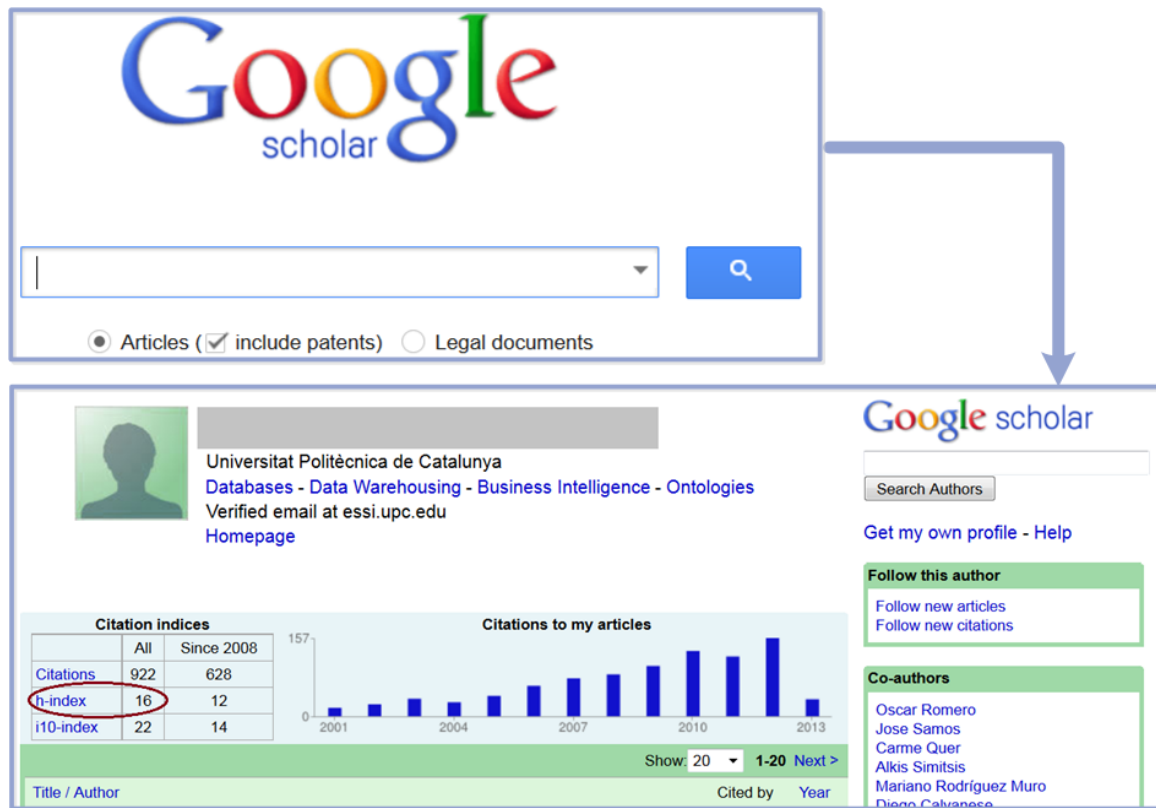 Google
scholar
Articles ( include patents) Legal documents
Universitat Politècnica de Catalunya
Databases - Data Warehousing - Business Intelligence - Ontologies
Verified email at essi.upc.edu
Homepage
Google scholar
Search Authors
Get my own profile - Help
Follow this author
Follow new articles
Follow new citations
Citation indices
All Since 2008
Citations 922 628
h-index 16 12
i10-index 22 14
Citations to my articles
157
0
2001 2004 2007 2010 2013
Co-authors
Oscar Romero
Jose Samos
Carme Quer
Alkis Simitsis
Mariano Rodríguez Muro
Diego Calvanese
Show: 20 1-20 Next >
Title / Author Cited by Year